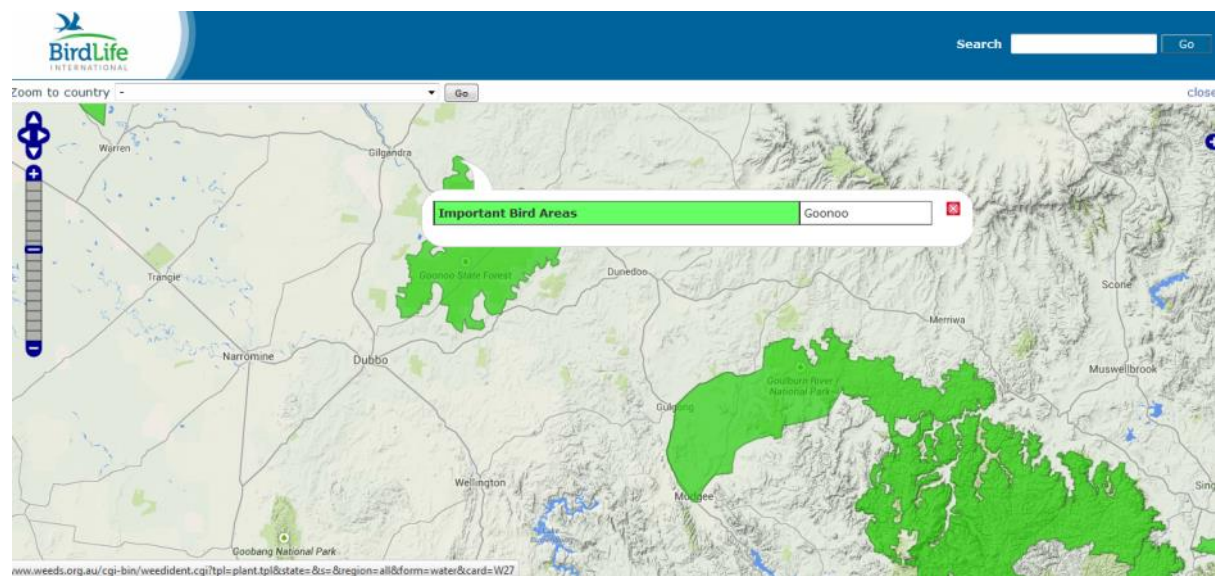 BirdLife
INTERNATIONAL
Search
Go
Zoom to country -
Go
close
Warren
Gilgandra
Important Bird Areas
Goonoo
Goonoo State Forest
Dunedoo
Trangie
Scone
Merriwa
Narromine
Dubbo
Muswellbrook
Goulburn River
National Park
Gulgong
Wellington
Mudgee
Sing
Goobang National Park
www.weeds.org.au/cgi-bin/weedident.cgi?tpl=plant.tpl&state=&s=&region=all&form=water&card=W27